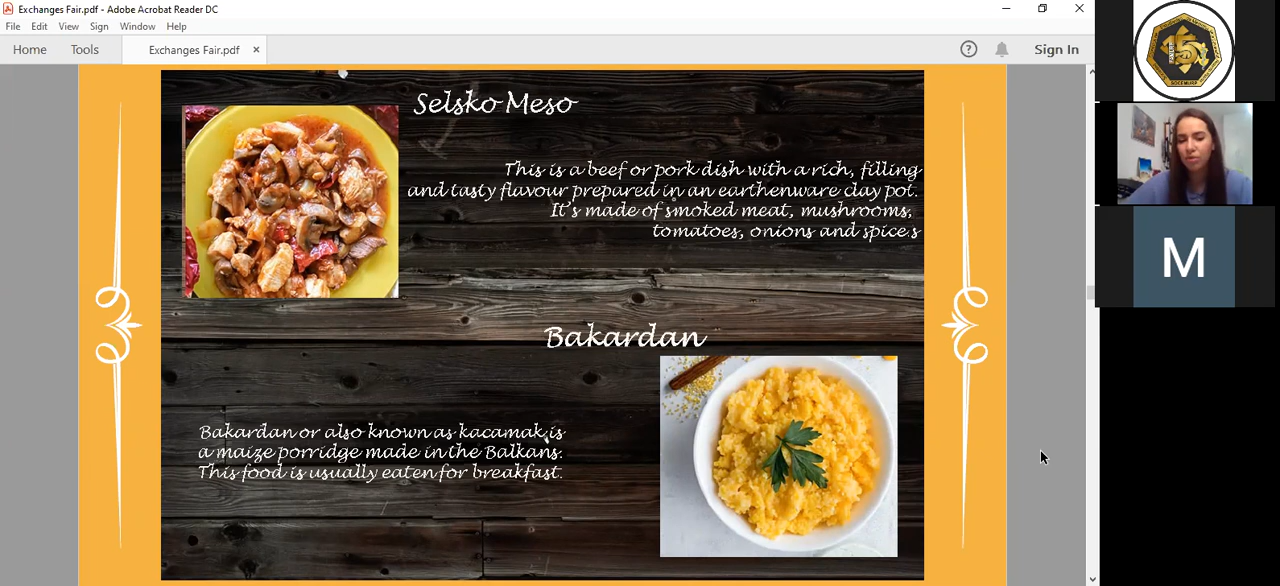 Exchanges Fair.pdf - Adobe Acrobat Reader DC
File Edit View Sign Window Help
Home Tools Exchanges Fair.pdf × Sign In
Selsko Meso
This is a beef or pork dish with a rich, filling
and tasty flavour prepared in an earthenware clay pot.
It's made of smoked meat, mushrooms,
tomatoes, onions and spice.s
Bakardan
Bakardan or also known as kacamak is
a maize porridge made in the Balkans.
This food is usually eaten for breakfast.
M